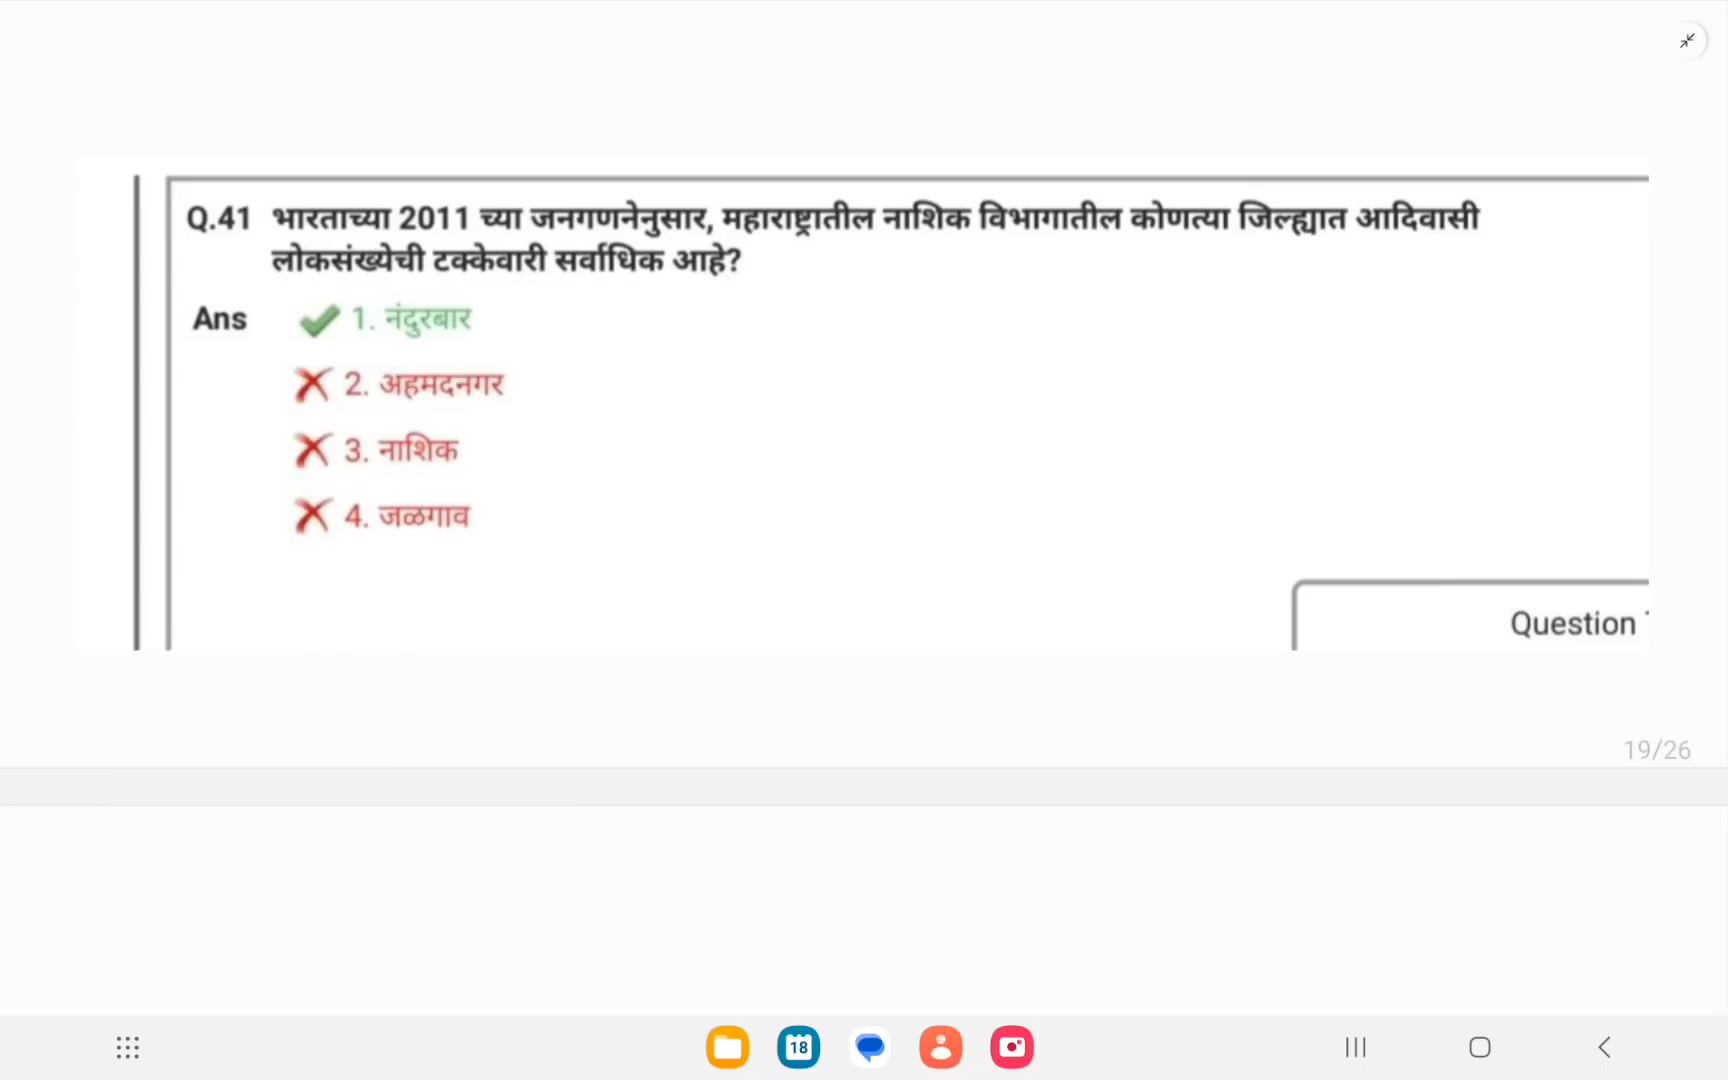 Q.41 भारताच्या 2011 च्या जनगणनेनुसार, महाराष्ट्रातील नाशिक विभागातील कोणत्या जिल्ह्यात आदिवासी
लोकसंख्येची टक्केवारी सर्वाधिक आहे?
Ans 1. नंदुरबार
2. अहमदनगर
3. नाशिक
4. जळगाव
Question
19/26
18